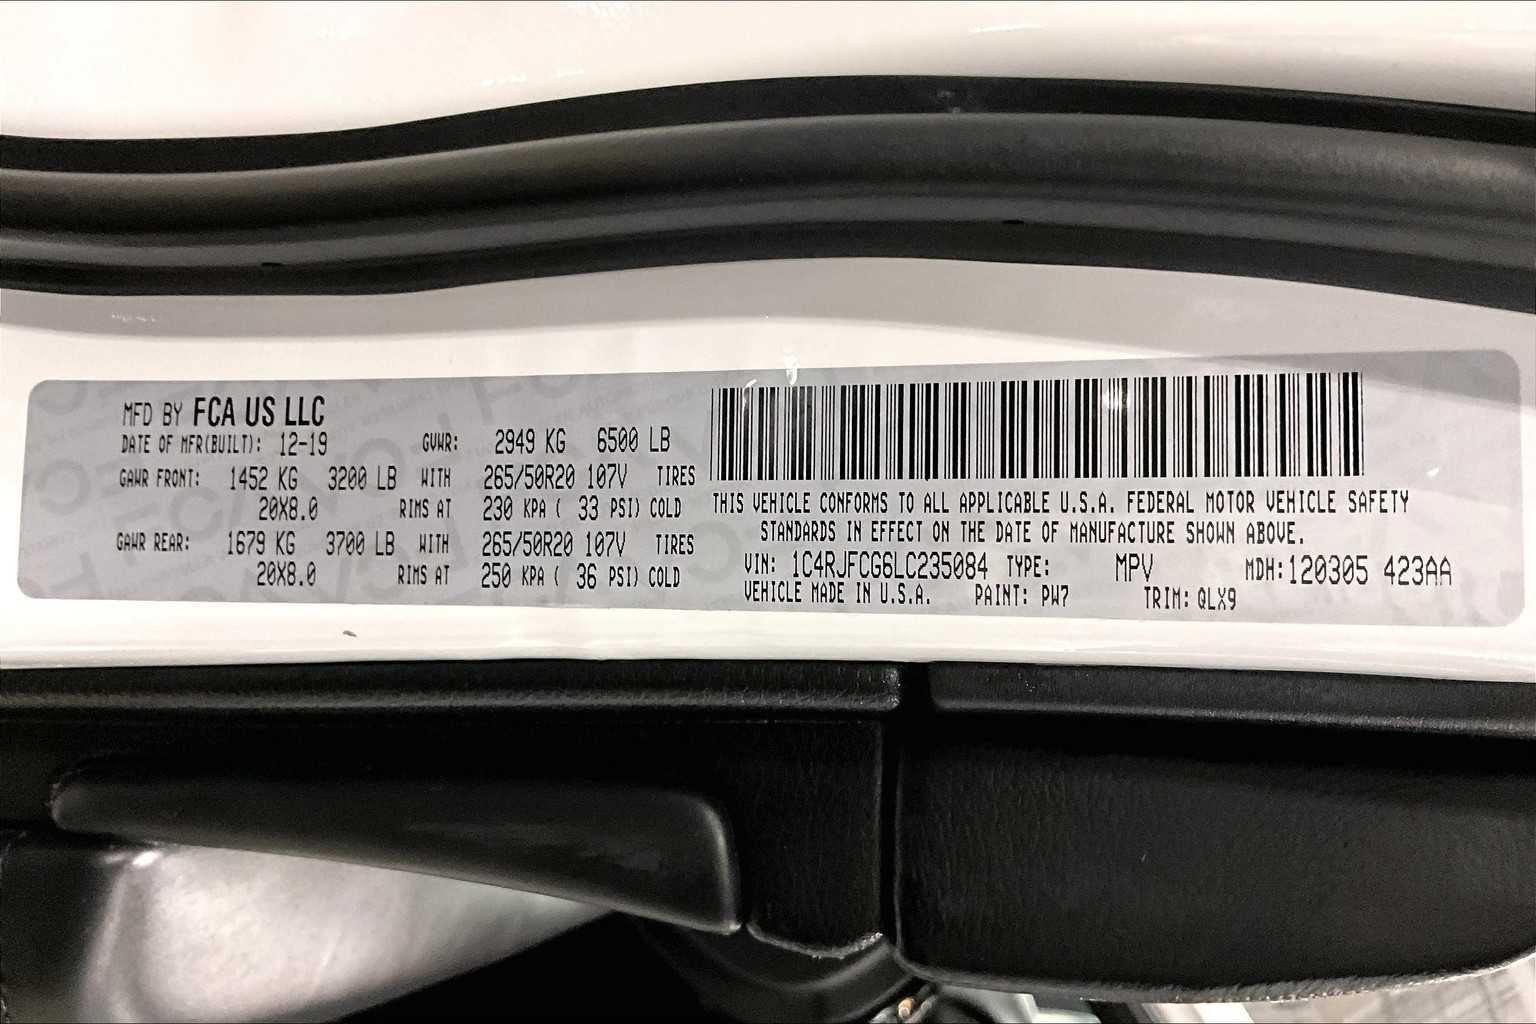 MFD BY FCA US LLC
DATE OF MFR(BUILT): 12-19 GVWR: 2949 KG 6500 LB
GAWR FRONT: 1452 KG 3200 LB WITH 265/50R20 107V TIRES
20X8.0 RIMS AT 230 KPA ( 33 PSI) COLD
GAWR REAR: 1679 KG 3700 LB WITH 265/50R20 107V TIRES
20X8.0 RIMS AT 250 KPA ( 36 PSI) COLD
THIS VEHICLE CONFORMS TO ALL APPLICABLE U.S.A. FEDERAL MOTOR VEHICLE SAFETY
STANDARDS IN EFFECT ON THE DATE OF MANUFACTURE SHOWN ABOVE.
VIN: 1C4RJFCG6LC235084 TYPE: MPV MDH:120305 423AA
VEHICLE MADE IN U.S.A. PAINT: PW7 TRIM: QLX9